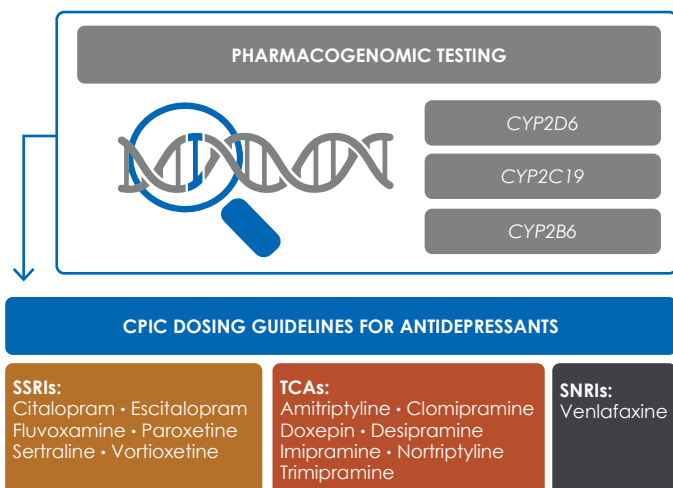 PHARMACOGENOMIC TESTING
CYP2D6
CYP2C19
CYP2B6
CPIC DOSING GUIDELINES FOR ANTIDEPRESSANTS
SSRIs:
Citalopram • Escitalopram
Fluvoxamine • Paroxetine
Sertraline • Vortioxetine
TCAs:
Amitriptyline • Clomipramine
Doxepin • Desipramine
Imipramine • Nortriptyline
Trimipramine
SNRIs:
Venlafaxine